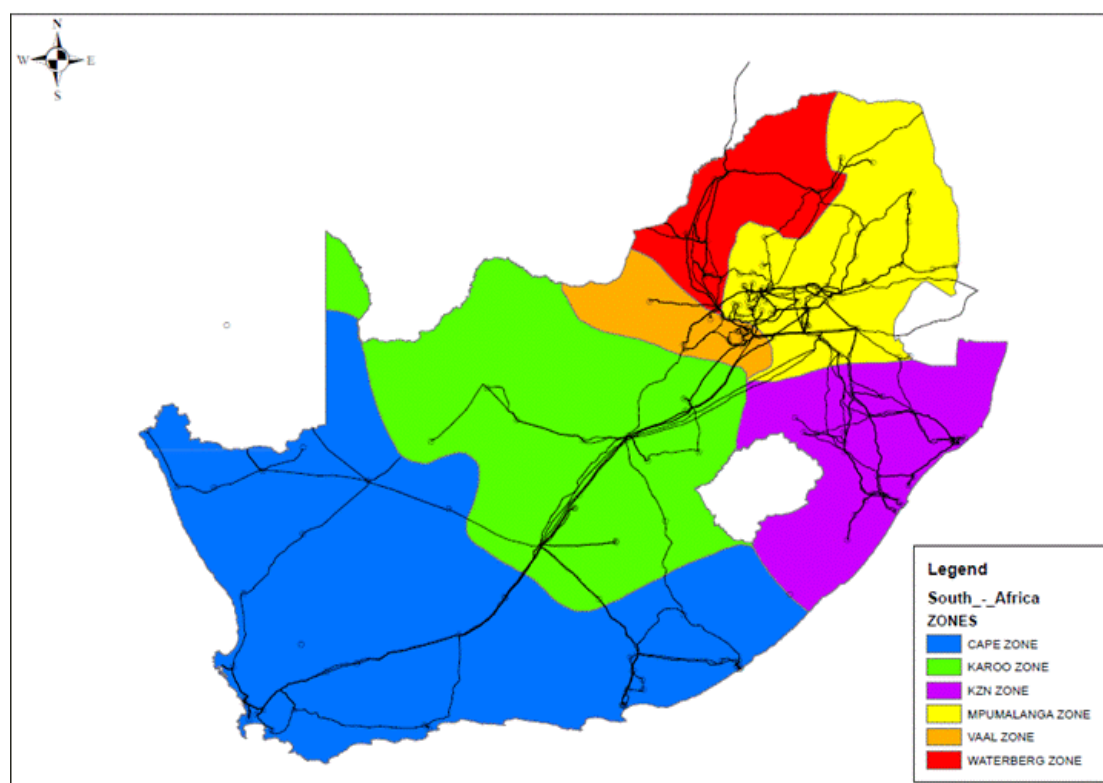 N
W E
S
Legend
South_-_Africa
ZONES
CAPE ZONE
KAROO ZONE
KZN ZONE
MPUMALANGA ZONE
VAAL ZONE
WATERBERG ZONE